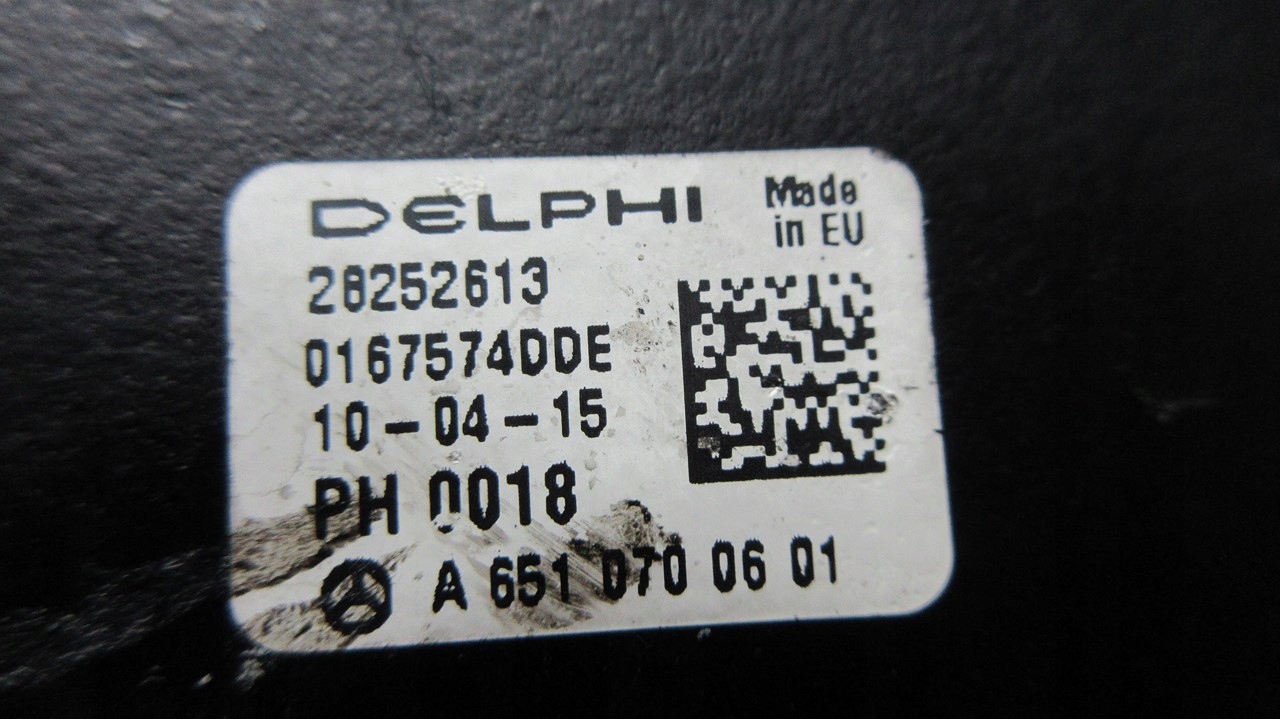 DELPHI
Made
in EU
28252613
0167574DDE
10-04-15
PH 0018
A 651 070 06 01